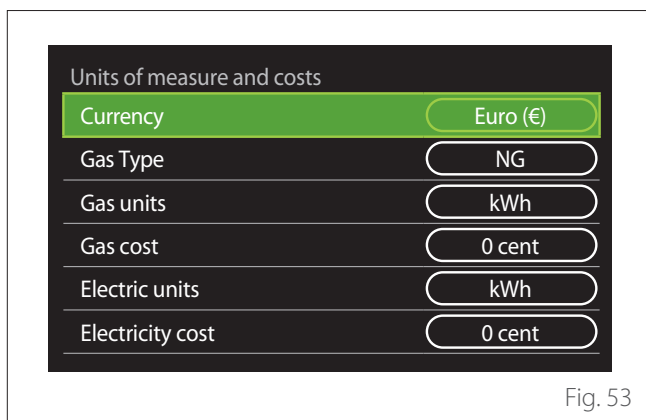 Units of measure and costs
Currency Euro (€)
Gas Type NG
Gas units kWh
Gas cost 0 cent
Electric units kWh
Electricity cost 0 cent
Fig. 53